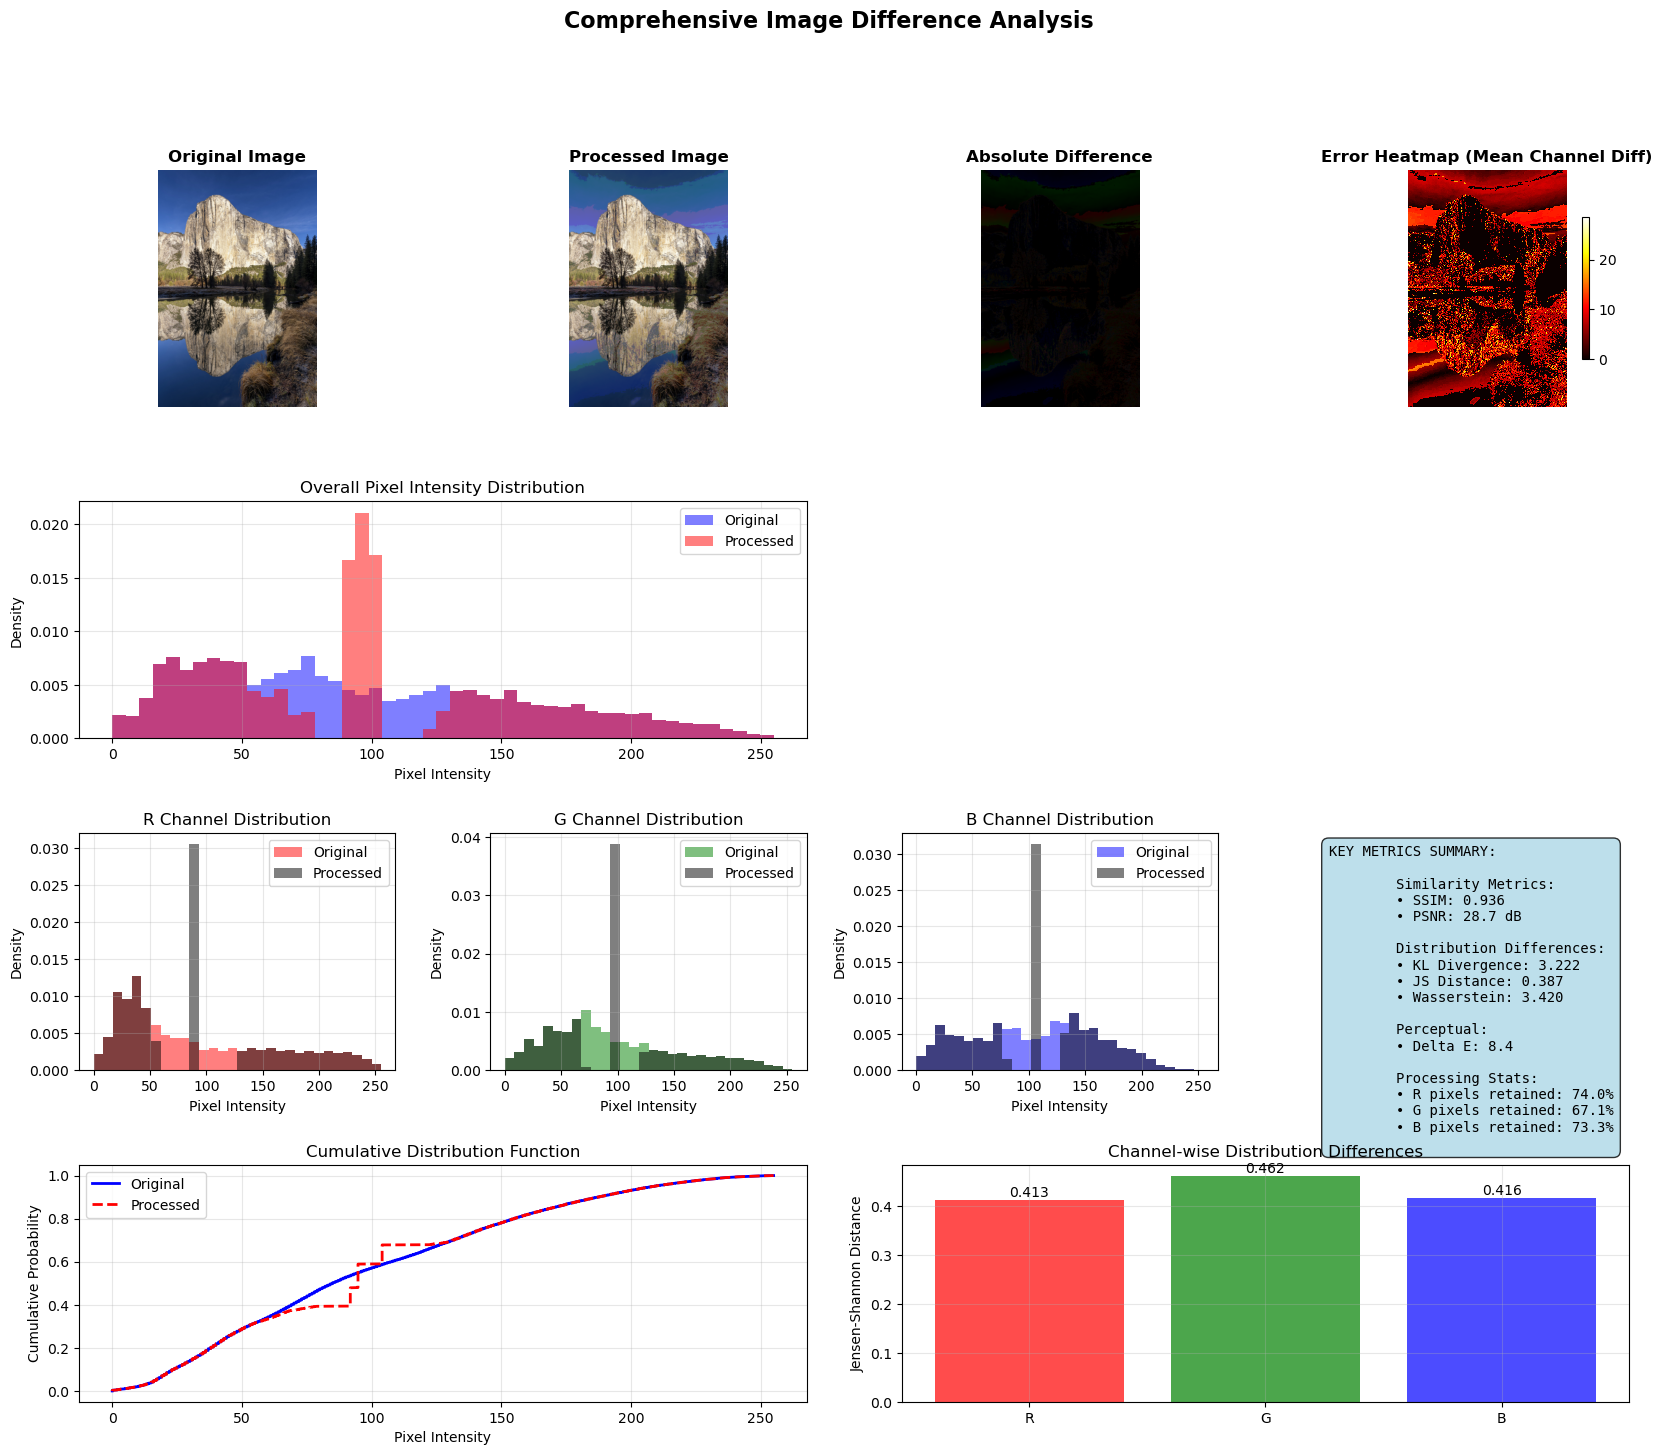 Comprehensive Image Difference Analysis
Original Image
Processed Image
Absolute Difference
Error Heatmap (Mean Channel Diff)
20
10
0
Overall Pixel Intensity Distribution
Original
Processed
0.020
0.015
0.010
0.005
0.000
Density
0 50 100 150 200 250
Pixel Intensity
R Channel Distribution
Original
Processed
0.030
0.025
0.020
0.015
0.010
0.005
0.000
Density
0 50 100 150 200 250
Pixel Intensity
G Channel Distribution
Original
Processed
0.04
0.03
0.02
0.01
0.00
Density
0 50 100 150 200 250
Pixel Intensity
B Channel Distribution
Original
Processed
0.030
0.025
0.020
0.015
0.010
0.005
0.000
Density
0 50 100 150 200 250
Pixel Intensity
KEY METRICS SUMMARY:
Similarity Metrics:
• SSIM: 0.936
• PSNR: 28.7 dB
Distribution Differences:
• KL Divergence: 3.222
• JS Distance: 0.387
• Wasserstein: 3.420
Perceptual:
• Delta E: 8.4
Processing Stats:
• R pixels retained: 74.0%
• G pixels retained: 67.1%
• B pixels retained: 73.3%
Cumulative Distribution Function
Original
Processed
1.0
0.8
0.6
0.4
0.2
0.0
Cumulative Probability
0 50 100 150 200 250
Pixel Intensity
Channel-wise Distribution Differences
0.413
0.462
0.416
0.4
0.3
0.2
0.1
0.0
Jensen-Shannon Distance
R G B